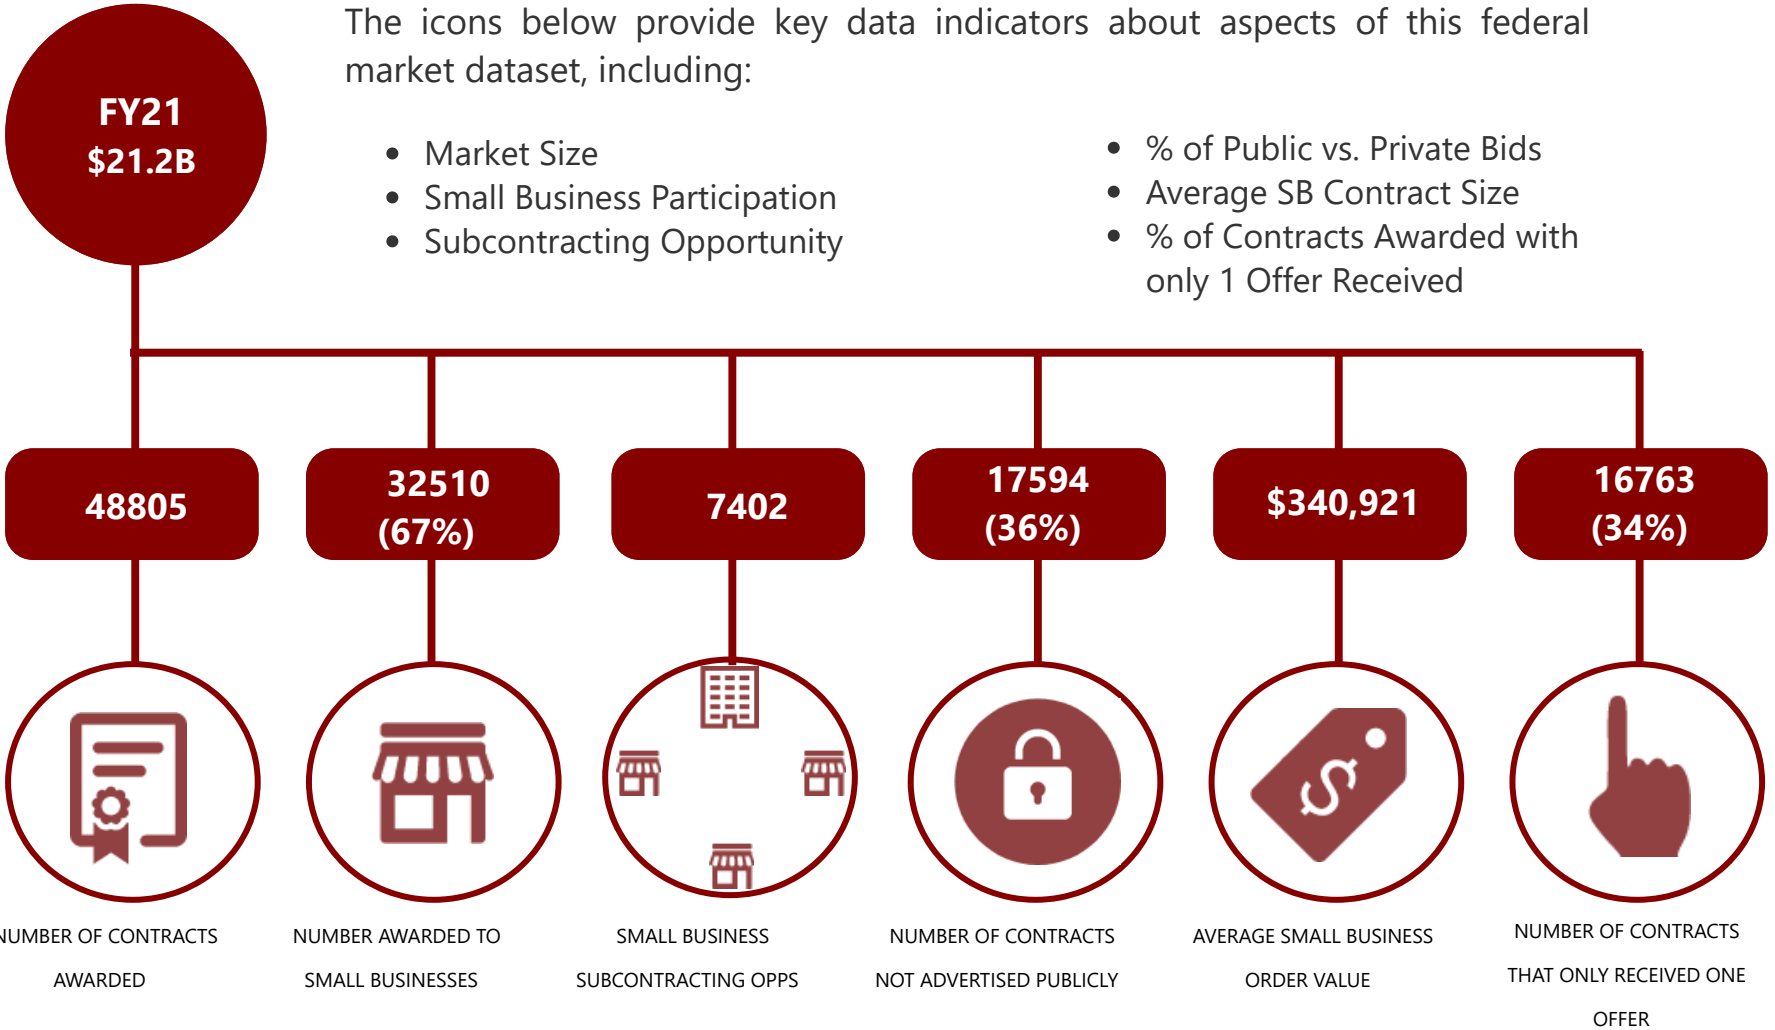 The icons below provide key data indicators about aspects of this federal
market dataset, including:
FY21
$21.2B
• Market Size
• Small Business Participation
• Subcontracting Opportunity
• % of Public vs. Private Bids
• Average SB Contract Size
• % of Contracts Awarded with
only 1 Offer Received
48805
32510
(67%)
7402
17594
(36%)
$340,921
16763
(34%)
$
NUMBER OF CONTRACTS
AWARDED
NUMBER AWARDED TO
SMALL BUSINESSES
SMALL BUSINESS
SUBCONTRACTING OPPS
NUMBER OF CONTRACTS
NOT ADVERTISED PUBLICLY
AVERAGE SMALL BUSINESS
ORDER VALUE
NUMBER OF CONTRACTS
THAT ONLY RECEIVED ONE
OFFER